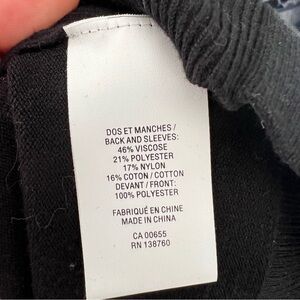 DOS ET MANCHES /
BACK AND SLEEVES:
46% VISCOSE
21% POLYESTER
17% NYLON
16% COTON / COTTON
DEVANT / FRONT:
100% POLYESTER
FABRIQUÉ EN CHINE
MADE IN CHINA
CA 00655
RN 138760